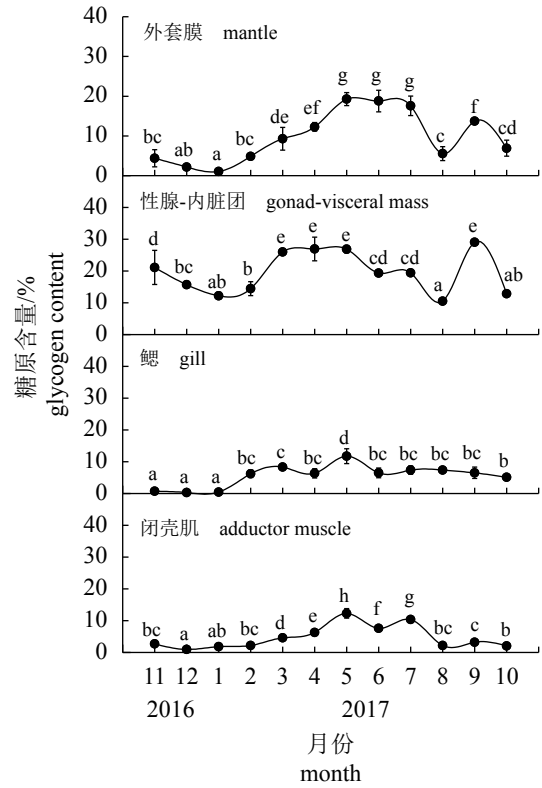 40
外套膜 mantle
30
g g g
20
f
ef
de
10
bc ab a bc c cd
0
40
性腺-内脏团 gonad-visceral mass
30
d bc ab b e e e cd cd a e ab
20
10
0
40
鳃 gill
30
20
d
10
a a a bc c bc bc bc bc bc b
0
40
闭壳肌 adductor muscle
30
20
h
10
bc a ab bc d e f g bc c b
0
糖原含量/%
glycogen content
11 12 1 2 3 4 5 6 7 8 9 10
2016 2017
月份
month